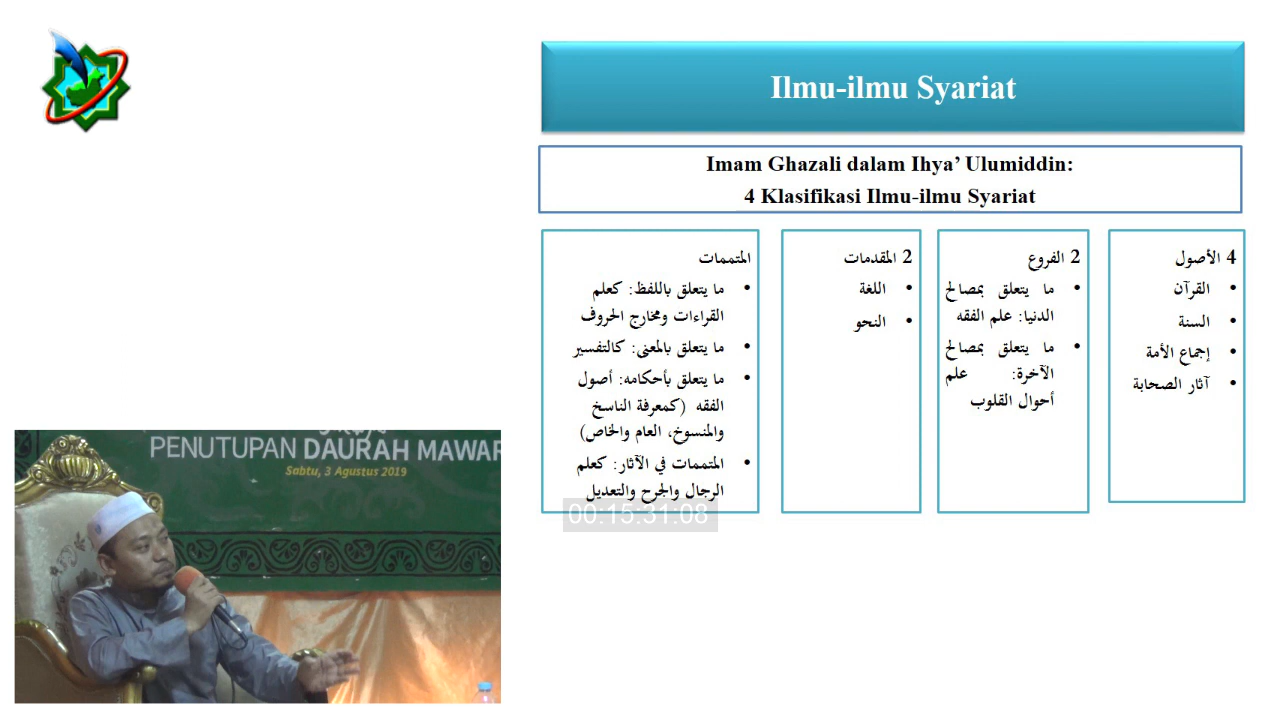 Ilmu-ilmu Syariat
Imam Ghazali dalam Ihya’ Ulumiddin:
4 Klasifikasi Ilmu-ilmu Syariat
4 الأصول
• القرآن
• السنة
• إجماع الأمة
• آثار الصحابة
2 الفروع
• ما يتعلق بمصالح
الدنيا: علم الفقه
• ما يتعلق بمصالح
الآخرة: علم
أحوال القلوب
2 المقدمات
• اللغة
• النحو
المتممات
• ما يتعلق باللفظ: كعلم
القراءات ومخارج الحروف
• ما يتعلق بالمعنى: كالتفسير
• ما يتعلق بأحكامه: أصول
الفقه (كمعرفة الناسخ
والمنسوخ، العام والخاص)
• المتممات في الآثار: كعلم
الرجال والجرح والتعديل
00:15:31:08
PENUTUPAN DAURAH MAWAR
Sabtu, 3 Agustus 2019